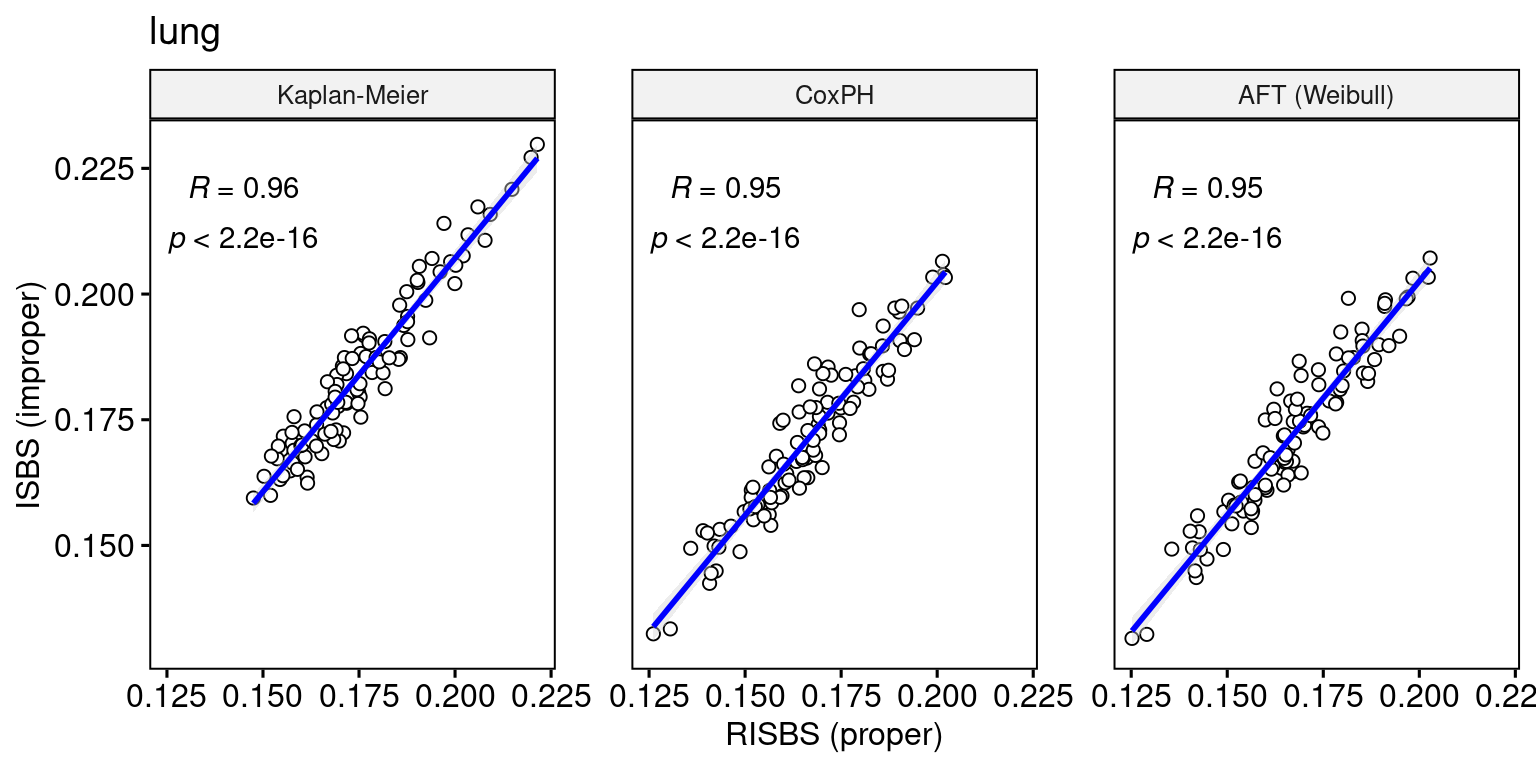 lung
Kaplan-Meier
CoxPH
AFT (Weibull)
R = 0.96
p < 2.2e-16
R = 0.95
p < 2.2e-16
R = 0.95
p < 2.2e-16
ISBS (improper)
0.225
0.200
0.175
0.150
0.125 0.150 0.175 0.200 0.225
0.125 0.150 0.175 0.200 0.225
0.125 0.150 0.175 0.200 0.22
RISBS (proper)